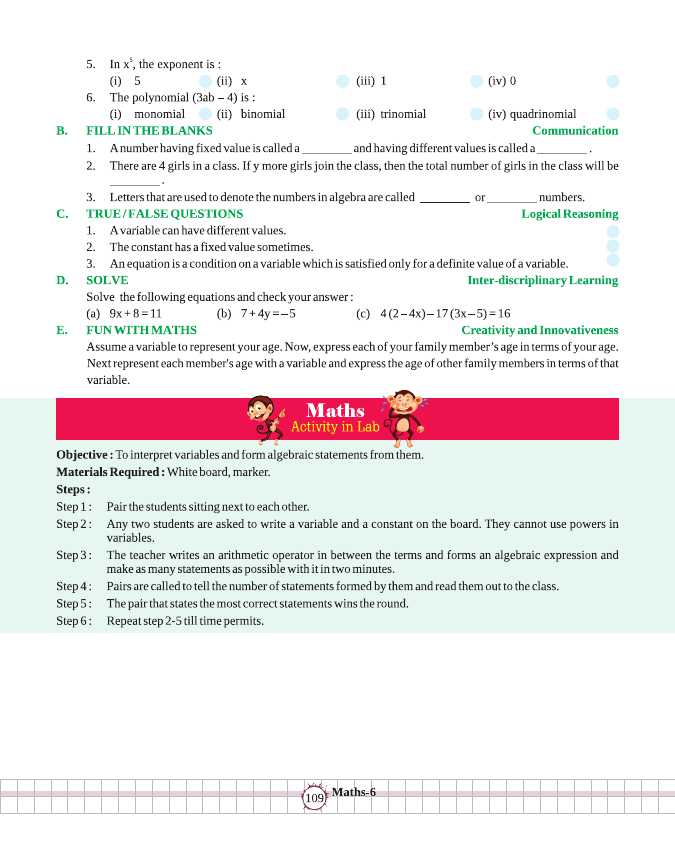 5. In x⁵, the exponent is :
(i) 5 (ii) x (iii) 1 (iv) 0
6. The polynomial (3ab – 4) is :
(i) monomial (ii) binomial (iii) trinomial (iv) quadrinomial
B. FILL IN THE BLANKS Communication
1. A number having fixed value is called a ________ and having different values is called a ________ .
2. There are 4 girls in a class. If y more girls join the class, then the total number of girls in the class will be
________ .
3. Letters that are used to denote the numbers in algebra are called ________ or ________ numbers.
C. TRUE / FALSE QUESTIONS Logical Reasoning
1. A variable can have different values.
2. The constant has a fixed value sometimes.
3. An equation is a condition on a variable which is satisfied only for a definite value of a variable.
D. SOLVE Inter-disciplinary Learning
Solve the following equations and check your answer :
(a) 9x + 8 = 11 (b) 7 + 4y = – 5 (c) 4 (2 – 4x) – 17 (3x – 5) = 16
E. FUN WITH MATHS Creativity and Innovativeness
Assume a variable to represent your age. Now, express each of your family member's age in terms of your age.
Next represent each member's age with a variable and express the age of other family members in terms of that
variable.
Maths
Activity in Lab
Objective : To interpret variables and form algebraic statements from them.
Materials Required : White board, marker.
Steps :
Step 1 : Pair the students sitting next to each other.
Step 2 : Any two students are asked to write a variable and a constant on the board. They cannot use powers in
variables.
Step 3 : The teacher writes an arithmetic operator in between the terms and forms an algebraic expression and
make as many statements as possible with it in two minutes.
Step 4 : Pairs are called to tell the number of statements formed by them and read them out to the class.
Step 5 : The pair that states the most correct statements wins the round.
Step 6 : Repeat step 2-5 till time permits.
109 Maths-6